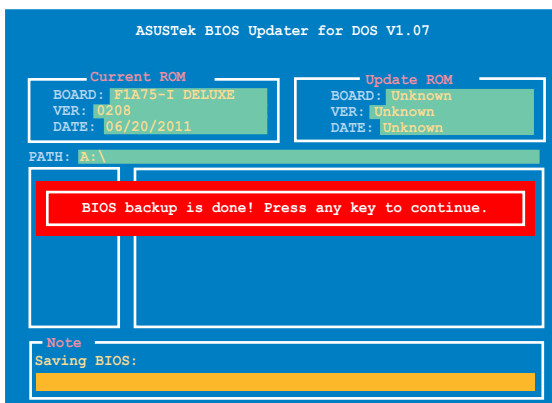 ASUSTek BIOS Updater for DOS V1.07
Current ROM
BOARD: F1A75-I DELUXE
VER: 0208
DATE: 06/20/2011
Update ROM
BOARD: Unknown
VER: Unknown
DATE: Unknown
PATH: A:\
BIOS backup is done! Press any key to continue.
Note
Saving BIOS: